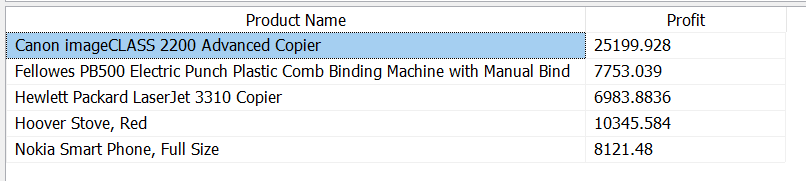 Product Name Profit
Canon imageCLASS 2200 Advanced Copier 25199.928
Fellowes PB500 Electric Punch Plastic Comb Binding Machine with Manual Bind 7753.039
Hewlett Packard LaserJet 3310 Copier 6983.8836
Hoover Stove, Red 10345.584
Nokia Smart Phone, Full Size 8121.48